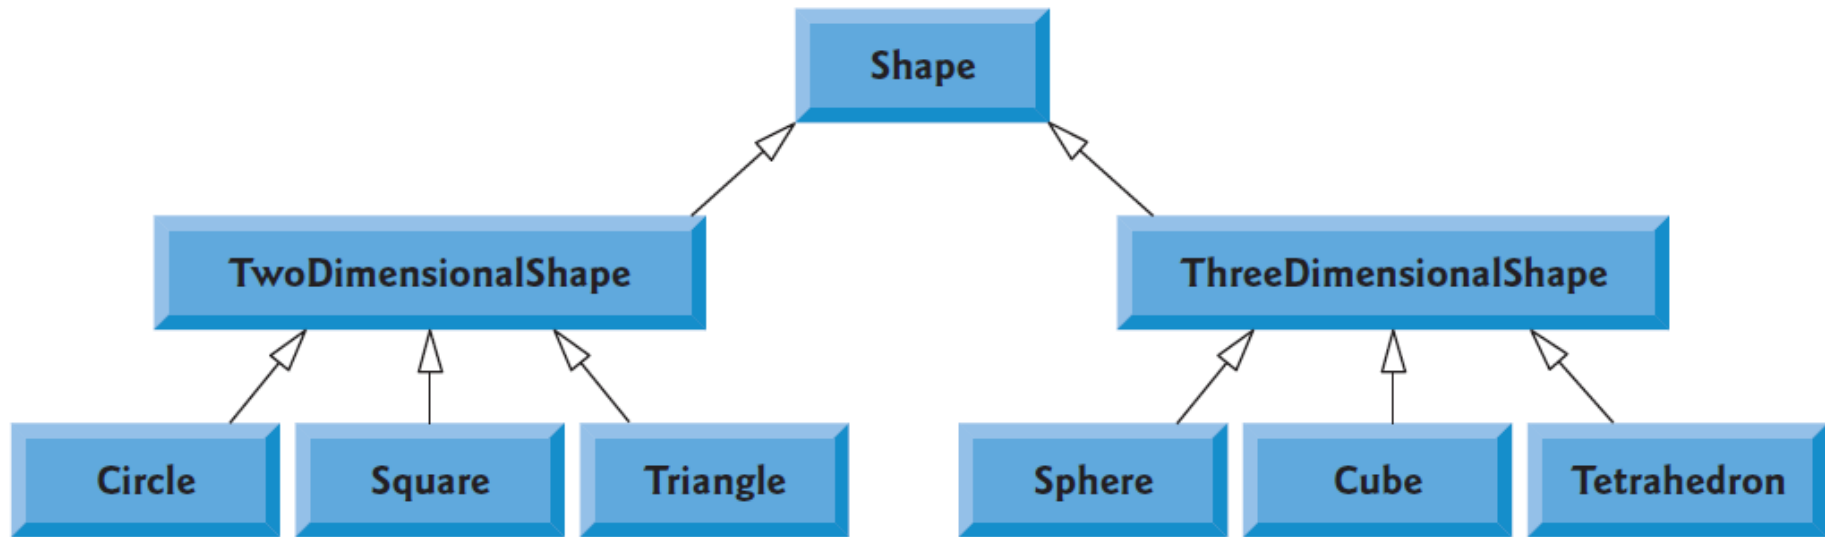 Shape
TwoDimensionalShape
ThreeDimensionalShape
Circle
Square
Triangle
Sphere
Cube
Tetrahedron